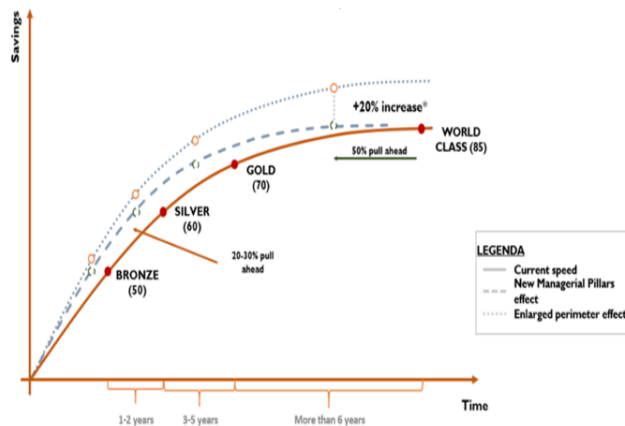 Savings
+20% increase*
WORLD
CLASS (85)
50% pull ahead
GOLD
(70)
SILVER
(60)
20-30% pull
ahead
BRONZE
(50)
LEGENDA
Current speed
New Managerial Pillars
effect
Enlarged perimeter effect
Time
1-2 years
3-5 years
More than 6 years